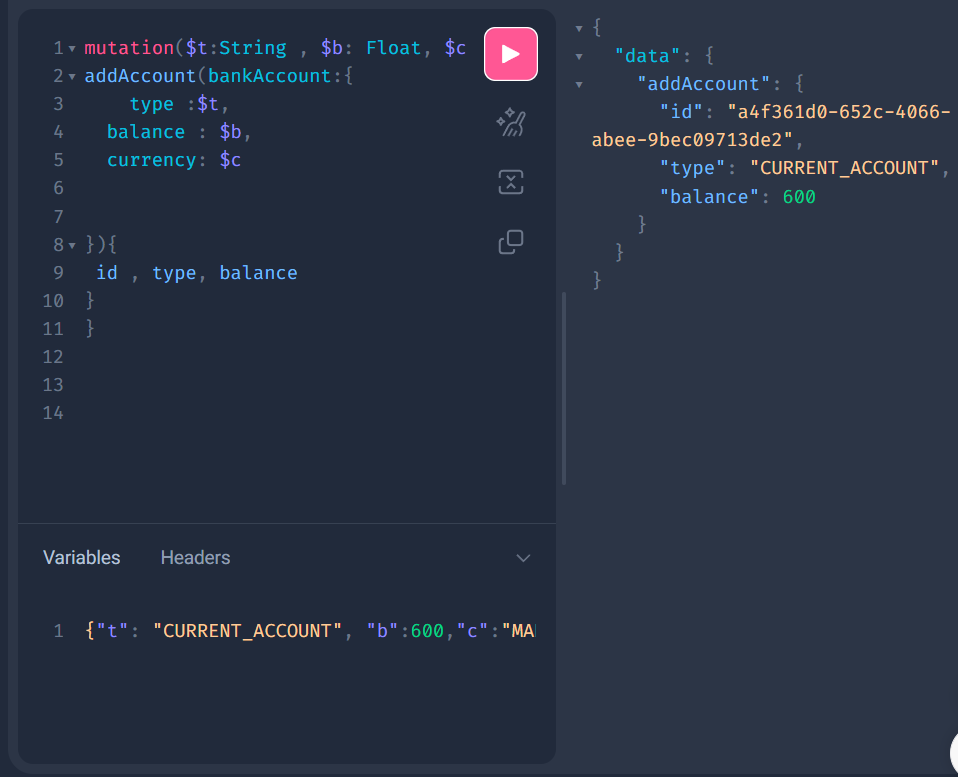 1 mutation($t:String , $b: Float, $c
2 addAccount(bankAccount:{
3 type :$t,
4 balance : $b,
5 currency: $c
6
7
8 }){
9 id , type, balance
10 }
11 }
12
13
14
Variables Headers
1 {"t": "CURRENT_ACCOUNT", "b":600,"c":"MA
{
"data": {
"addAccount": {
"id": "a4f361d0-652c-4066-
abee-9bec09713de2",
"type": "CURRENT_ACCOUNT",
"balance": 600
}
}
}